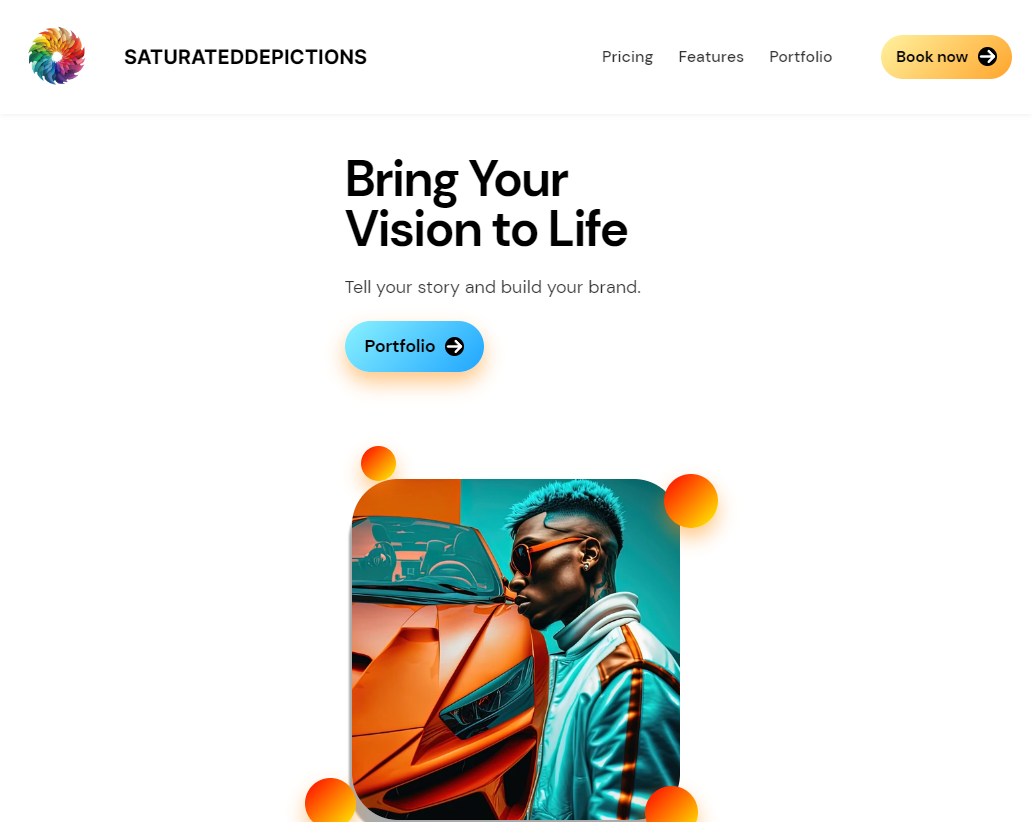 SATURATEDDEPICTIONS
Pricing
Features
Portfolio
Book now
Bring Your
Vision to Life
Tell your story and build your brand.
Portfolio